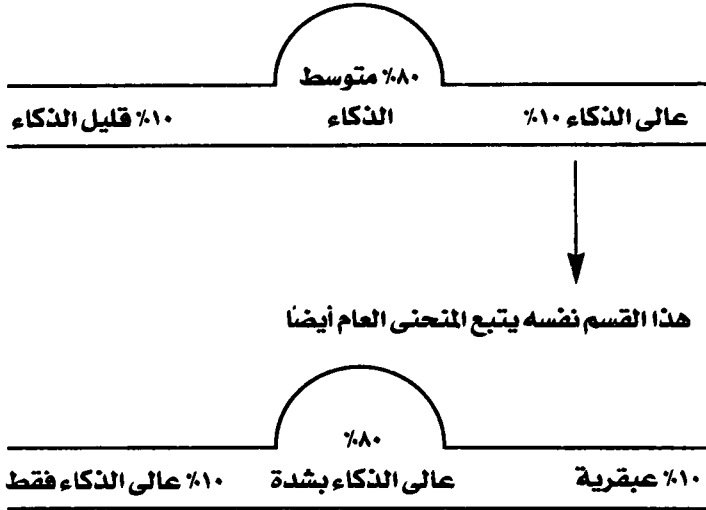 ٨٠٪ متوسط
عالى الذكاء ١٠٪ الذكاء ١٠٪ قليل الذكاء
هذا القسم نفسه يتبع المنحنى العام أيضًا
٨٠٪
١٠٪ عبقرية عالى الذكاء بشدة ١٠٪ عالى الذكاء فقط